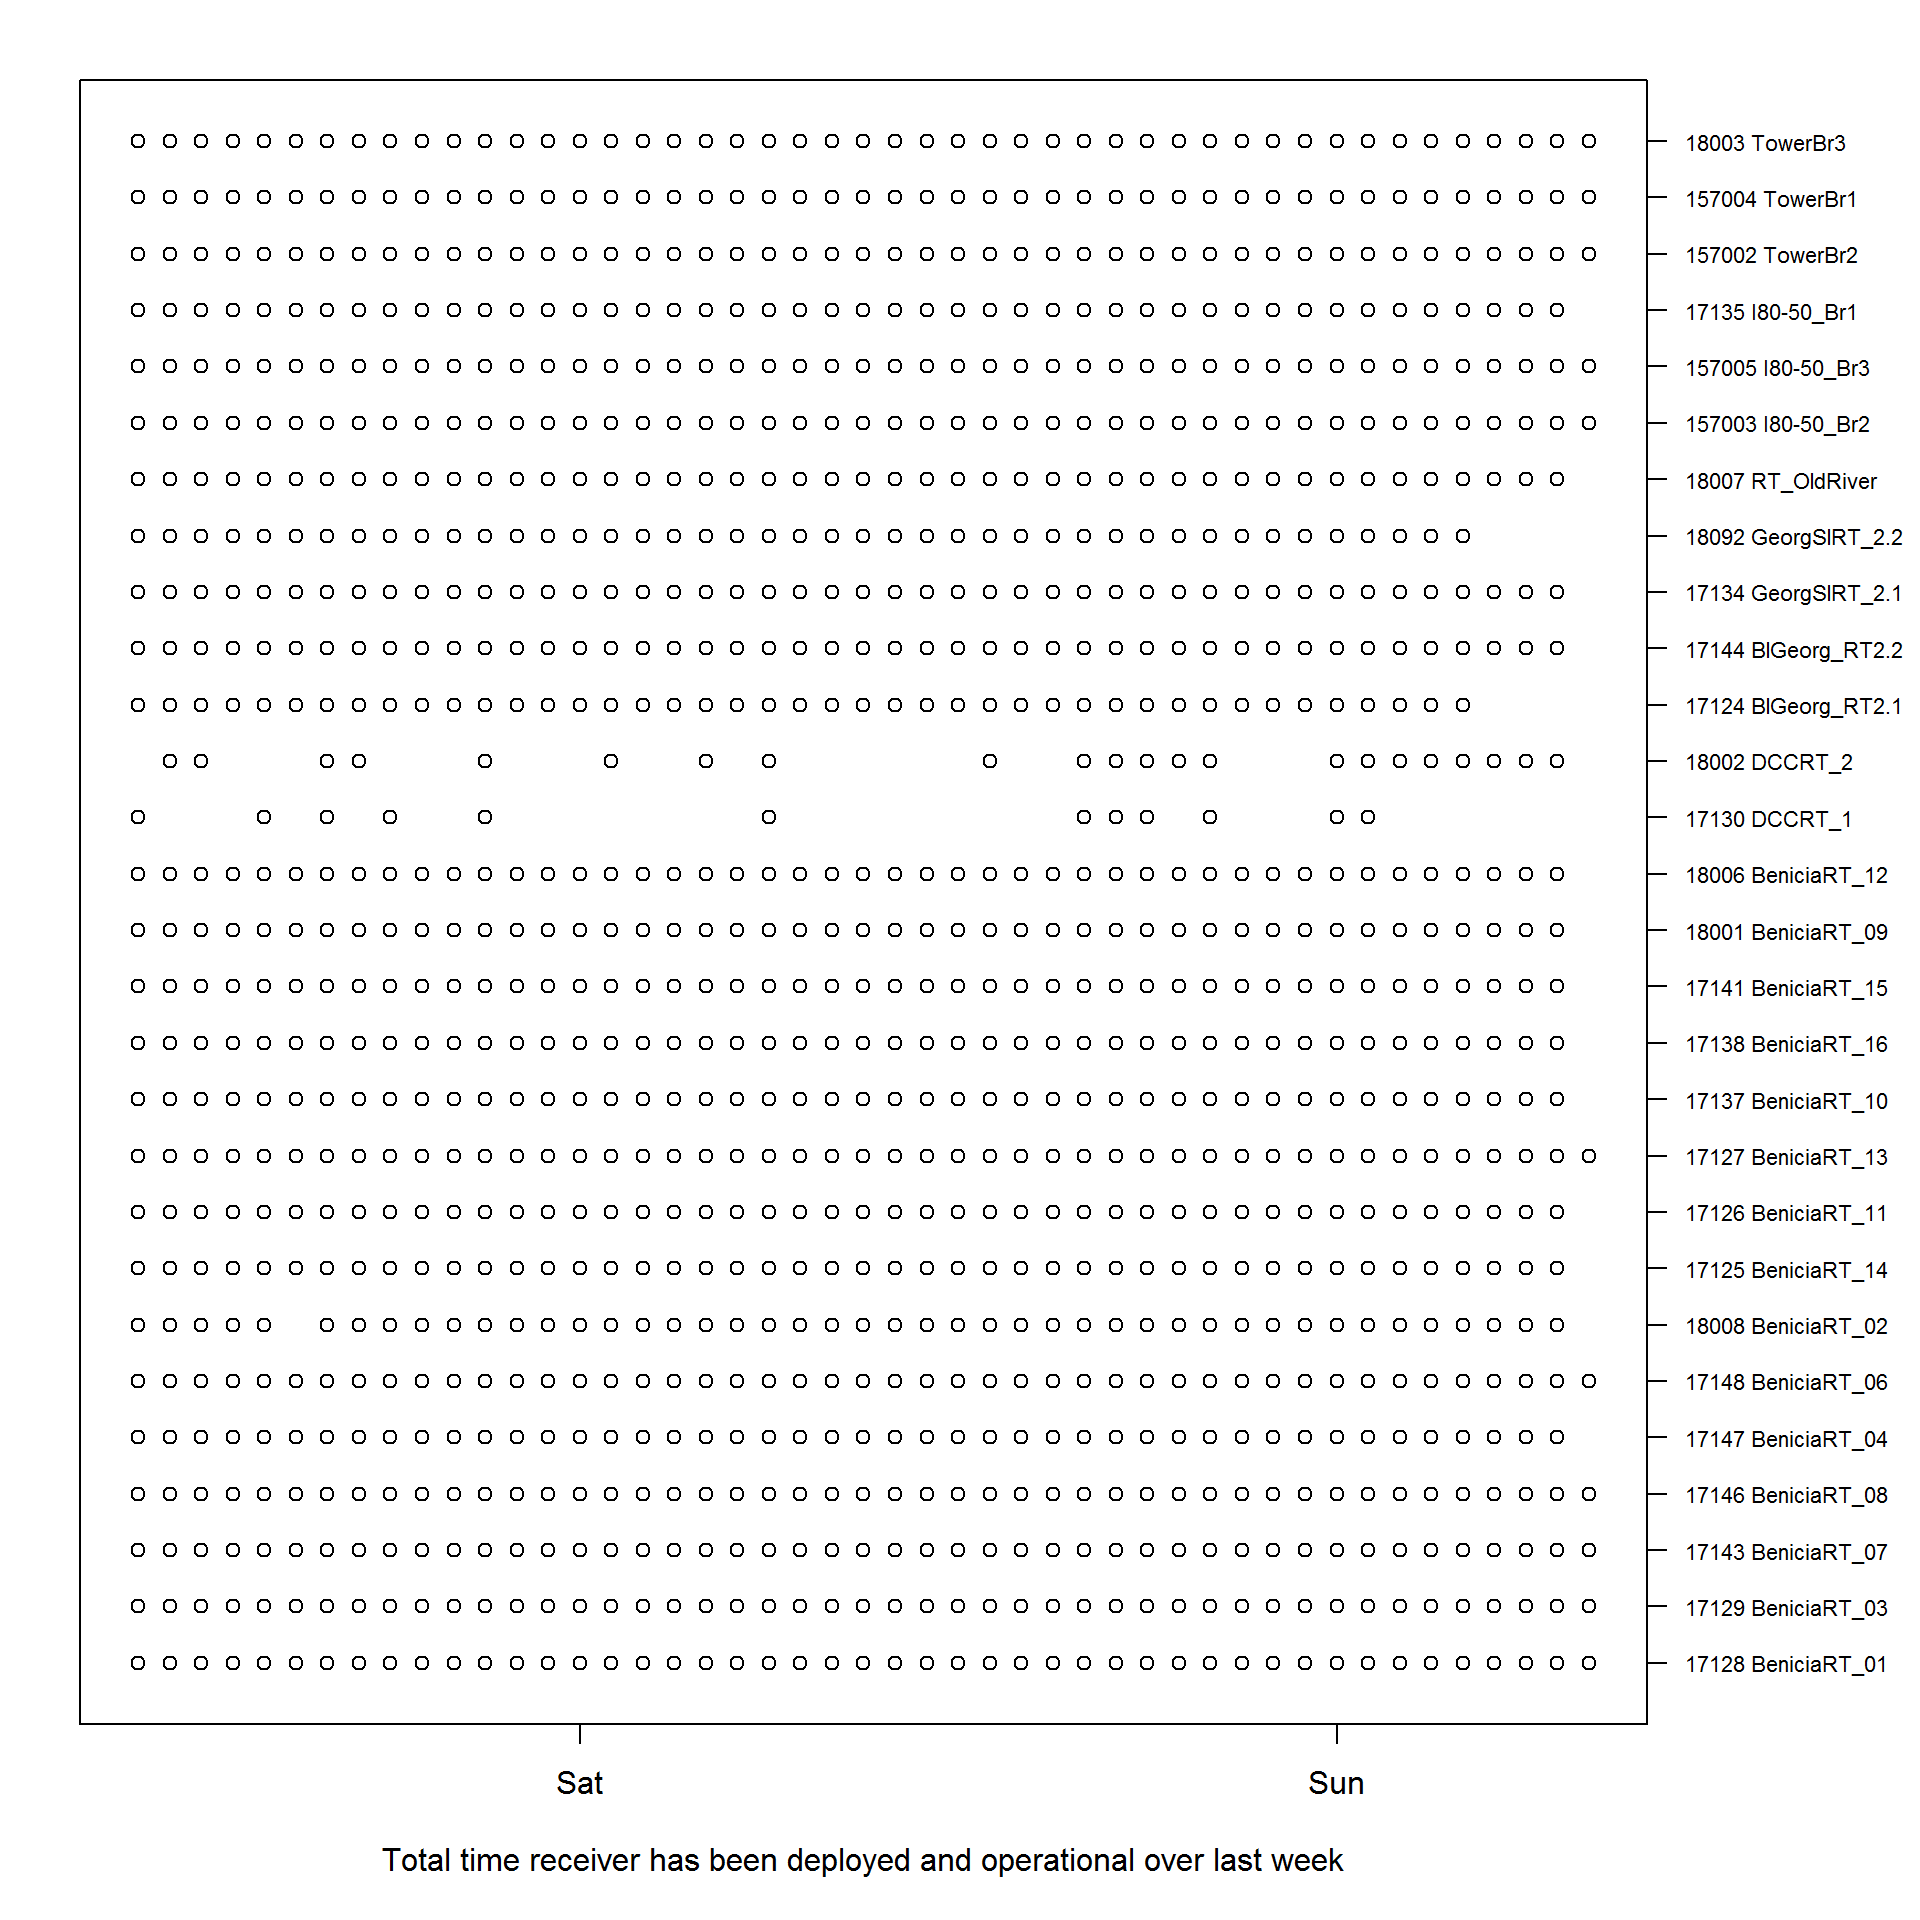 18003 TowerBr3
157004 TowerBr1
157002 TowerBr2
17135 I80-50_Br1
157005 I80-50_Br3
157003 I80-50_Br2
18007 RT_OldRiver
18092 GeorgSlRT_2.2
17134 GeorgSlRT_2.1
17144 BlGeorg_RT2.2
17124 BlGeorg_RT2.1
18002 DCCRT_2
17130 DCCRT_1
18006 BeniciaRT_12
18001 BeniciaRT_09
17141 BeniciaRT_15
17138 BeniciaRT_16
17137 BeniciaRT_10
17127 BeniciaRT_13
17126 BeniciaRT_11
17125 BeniciaRT_14
18008 BeniciaRT_02
17148 BeniciaRT_06
17147 BeniciaRT_04
17146 BeniciaRT_08
17143 BeniciaRT_07
17129 BeniciaRT_03
17128 BeniciaRT_01
Sat Sun
Total time receiver has been deployed and operational over last week